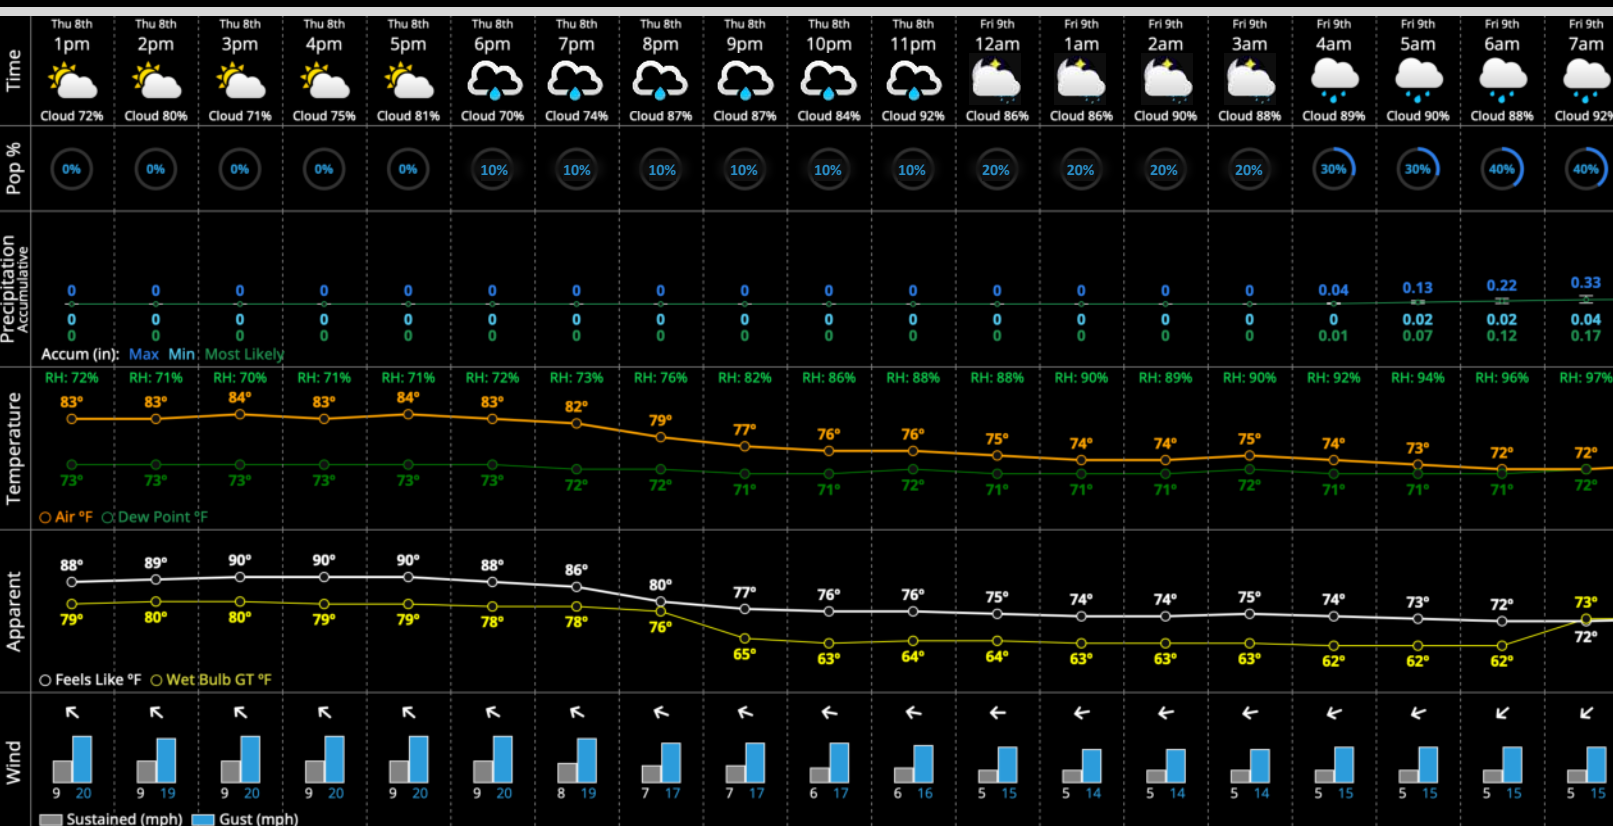 Thu 8th Thu 8th Thu 8th Thu 8th Thu 8th Thu 8th Thu 8th Thu 8th Thu 8th Thu 8th Thu 8th Fri 9th Fri 9th Fri 9th Fri 9th Fri 9th Fri 9th Fri 9th Fri 9th
Time 1pm 2pm 3pm 4pm 5pm 6pm 7pm 8pm 9pm 10pm 11pm 12am 1am 2am 3am 4am 5am 6am 7am
Cloud 72% Cloud 80% Cloud 71% Cloud 75% Cloud 81% Cloud 70% Cloud 74% Cloud 87% Cloud 87% Cloud 84% Cloud 92% Cloud 86% Cloud 86% Cloud 90% Cloud 88% Cloud 89% Cloud 90% Cloud 88% Cloud 92%
Pop % 0% 0% 0% 0% 0% 10% 10% 10% 10% 10% 10% 20% 20% 20% 20% 30% 30% 40% 40%
Precipitation
Accumulative
0 0 0 0 0 0 0 0 0 0 0 0 0 0 0 0.04 0.13 0.22 0.33
0 0 0 0 0 0 0 0 0 0 0 0 0 0 0 0 0.02 0.02 0.04
0 0 0 0 0 0 0 0 0 0 0 0 0 0 0 0.01 0.07 0.12 0.17
Accum (in): Max Min Most Likely
Temperature
RH: 72% RH: 71% RH: 70% RH: 71% RH: 71% RH: 72% RH: 73% RH: 76% RH: 82% RH: 86% RH: 88% RH: 88% RH: 90% RH: 89% RH: 90% RH: 92% RH: 94% RH: 96% RH: 97%
83° 83° 84° 83° 84° 83° 82° 79° 77° 76° 76° 75° 74° 74° 75° 74° 73° 72° 72°
73° 73° 73° 73° 73° 73° 72° 72° 71° 71° 72° 71° 71° 71° 72° 71° 71° 71° 72°
Air ºF Dew Point ºF
Apparent
88° 89° 90° 90° 90° 88° 86° 80° 77° 76° 76° 75° 74° 74° 75° 74° 73° 72° 73°
79° 80° 80° 79° 79° 78° 78° 76° 65° 63° 64° 64° 63° 63° 63° 62° 62° 62° 72°
Feels Like ºF Wet Bulb GT ºF
Wind
9 20 9 19 9 20 9 20 9 20 9 20 8 19 7 17 7 17 6 17 6 16 5 15 5 14 5 14 5 14 5 15 5 15 5 15 5 15
Sustained (mph) Gust (mph)